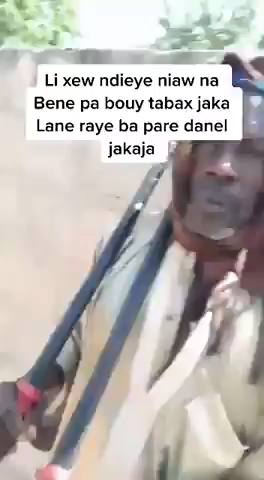 Li xew ndieye niaw na
Bene pa bouy tabax jaka
Lane raye ba pare danel
jakaja